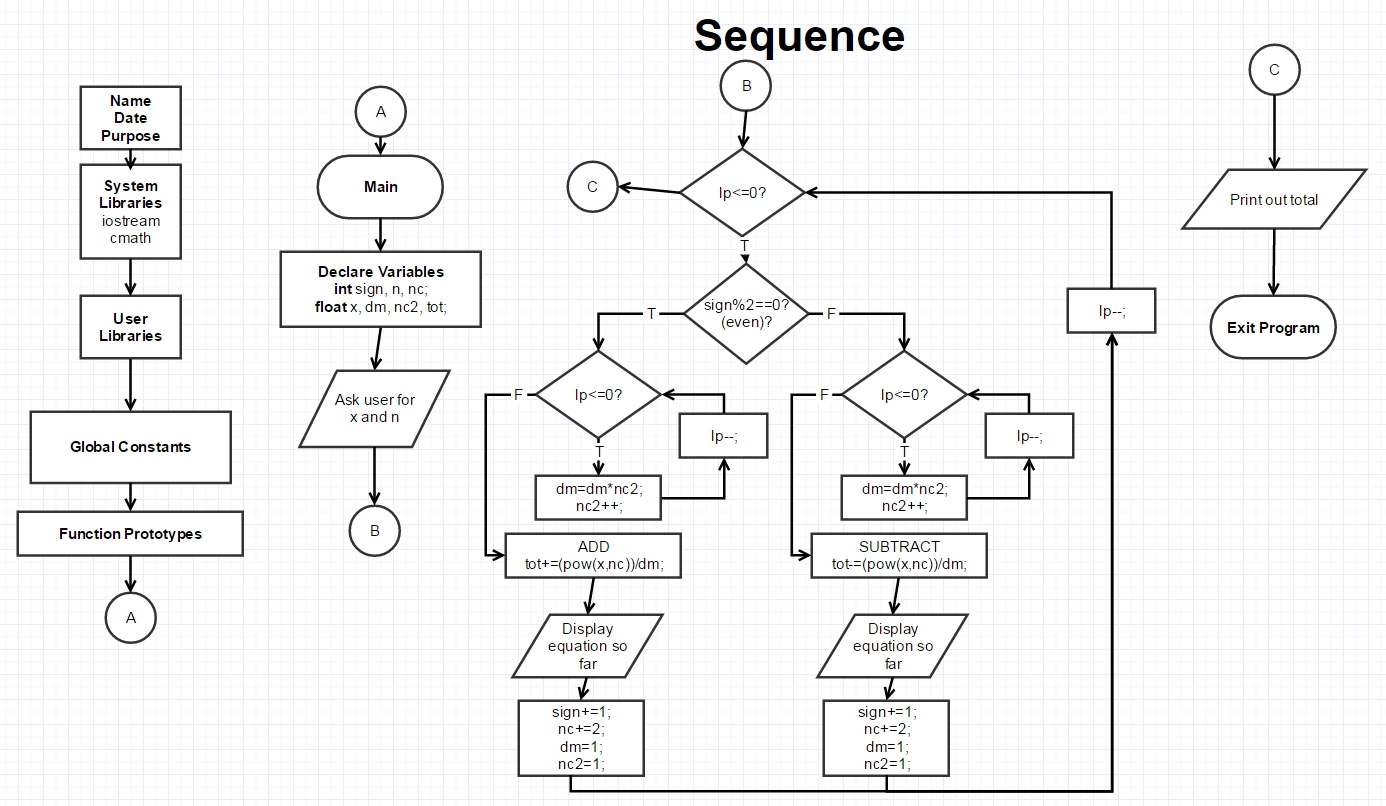 Sequence
Name
Date
Purpose
System
Libraries
iostream
cmath
User
Libraries
Global Constants
Function Prototypes
A
A
Main
Declare Variables
int sign, n, nc;
float x, dm, nc2, tot;
Ask user for
x and n
B
B
lp<=0?
C
T
sign%2==0?
(even)?
T
F
lp<=0?
F
T
lp--;
dm=dm*nc2;
nc2++;
ADD
tot+=(pow(x,nc))/dm;
Display
equation so
far
sign+=1;
nc+=2;
dm=1;
nc2=1;
lp<=0?
F
T
lp--;
dm=dm*nc2;
nc2++;
SUBTRACT
tot-=(pow(x,nc))/dm;
Display
equation so
far
sign+=1;
nc+=2;
dm=1;
nc2=1;
lp--;
C
Print out total
Exit Program